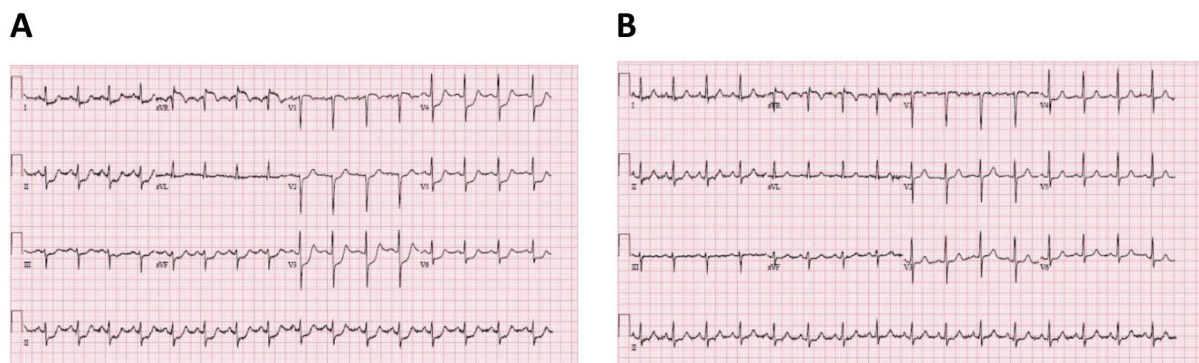 A
B
I aVR V1 V4
II aVL V2 V5
III aVF V3 V6
II
I aVR V1 V4
II aVL V2 V5
III aVF V3 V6
II